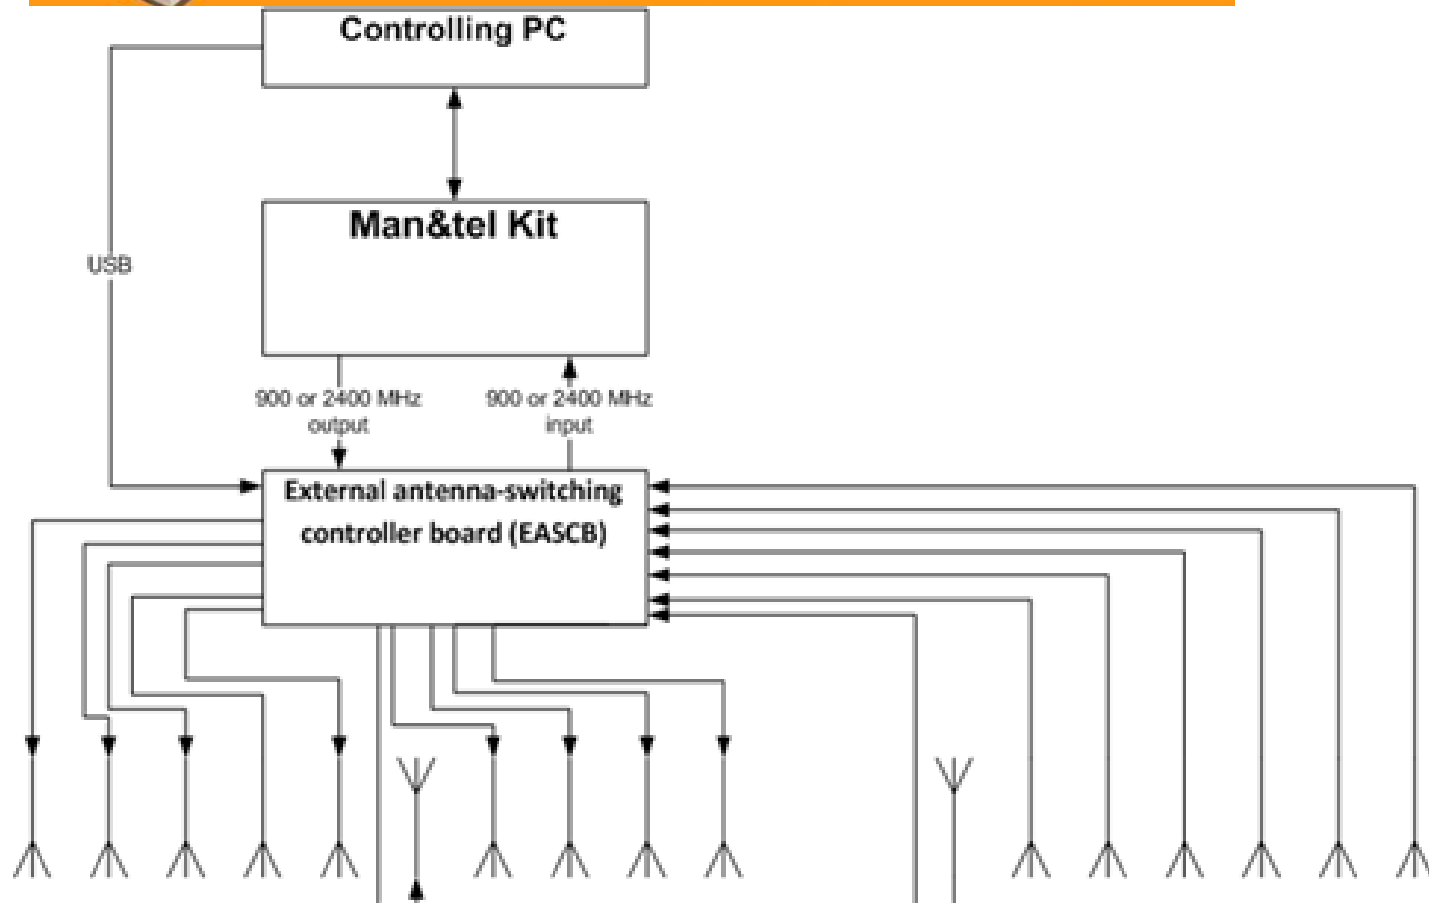 Controlling PC
USB
Man&tel Kit
900 or 2400 MHz
output
900 or 2400 MHz
input
External antenna-switching
controller board (EASCB)